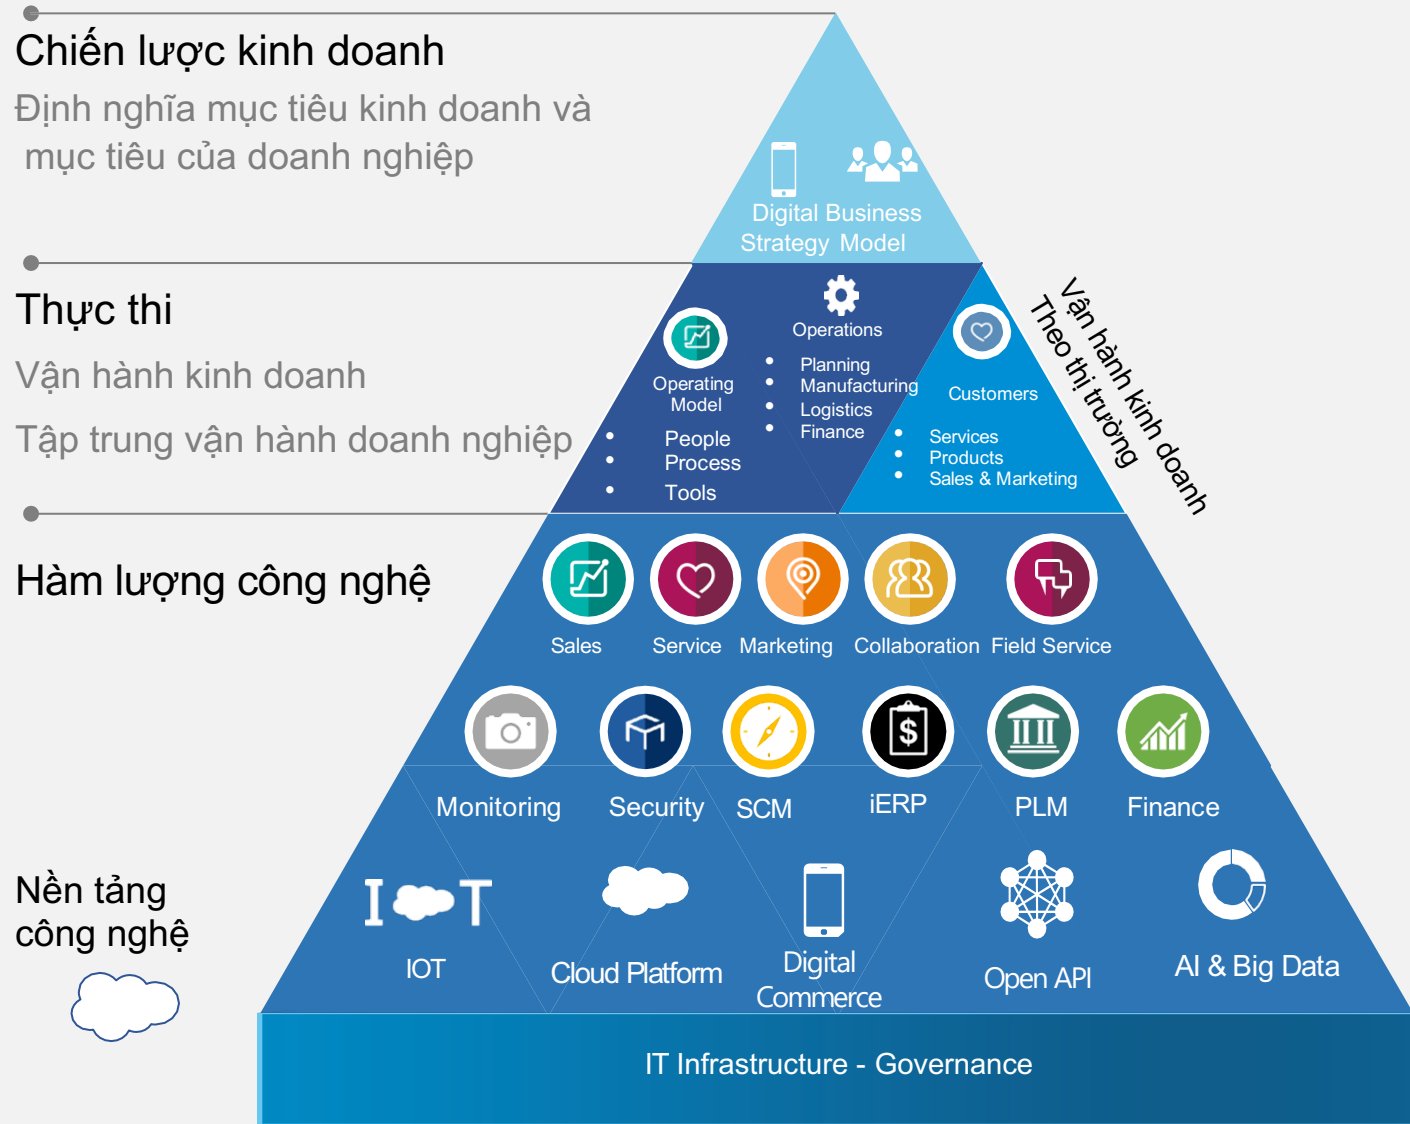 Chiến lược kinh doanh
Định nghĩa mục tiêu kinh doanh và
mục tiêu của doanh nghiệp
Digital Business
Strategy Model
Thực thi
Vận hành kinh doanh
Tập trung vận hành doanh nghiệp
Operating
Model
• People
• Process
• Tools
Operations
• Planning
• Manufacturing
• Logistics
• Finance
Customers
• Services
• Products
• Sales & Marketing
Vận hành kinh doanh
Theo thị trường
Hàm lượng công nghệ
Sales
Service
Marketing
Collaboration
Field Service
$
Monitoring
Security
SCM
iERP
PLM
Finance
Nền tảng
công nghệ
I T
IOT
Cloud Platform
Digital
Commerce
Open API
AI & Big Data
IT Infrastructure - Governance